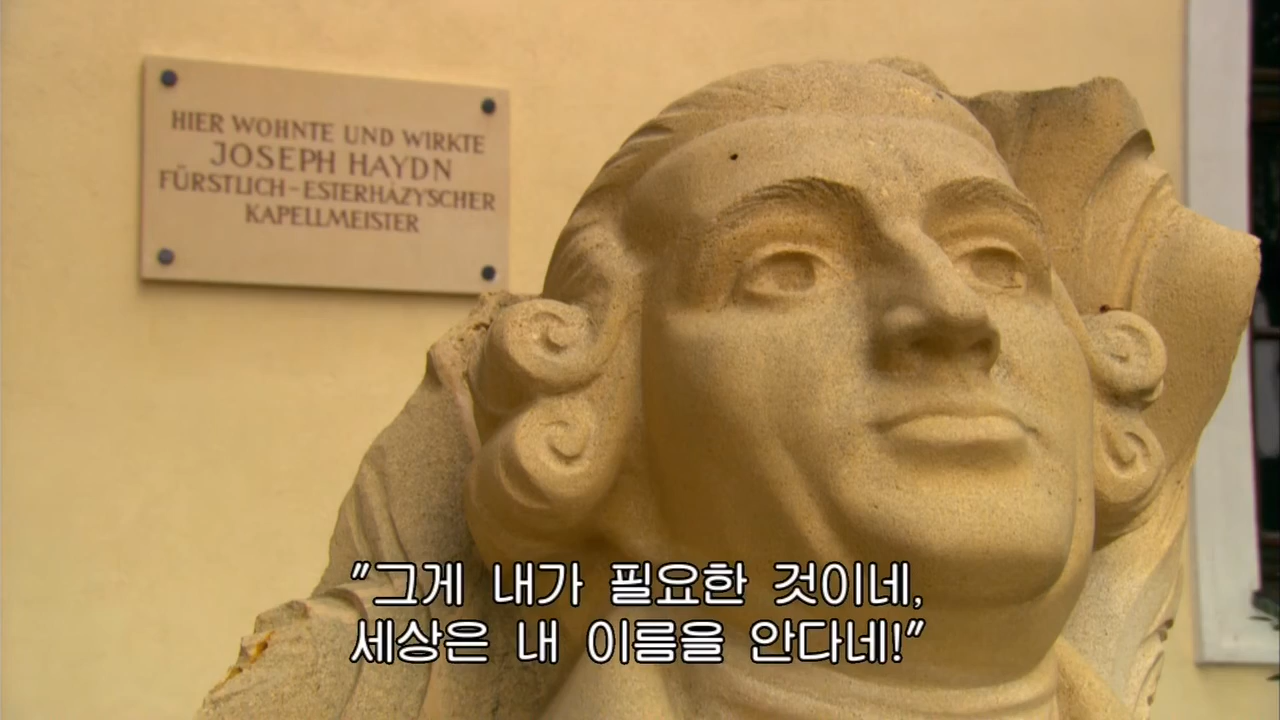 HIER WOHNTE UND WIRKTE
JOSEPH HAYDN
FÜRSTLICH-ESTERHÁZYSCHER
KAPELLMEISTER
"그게 내가 필요한 것이네,
세상은 내 이름을 안다네!"